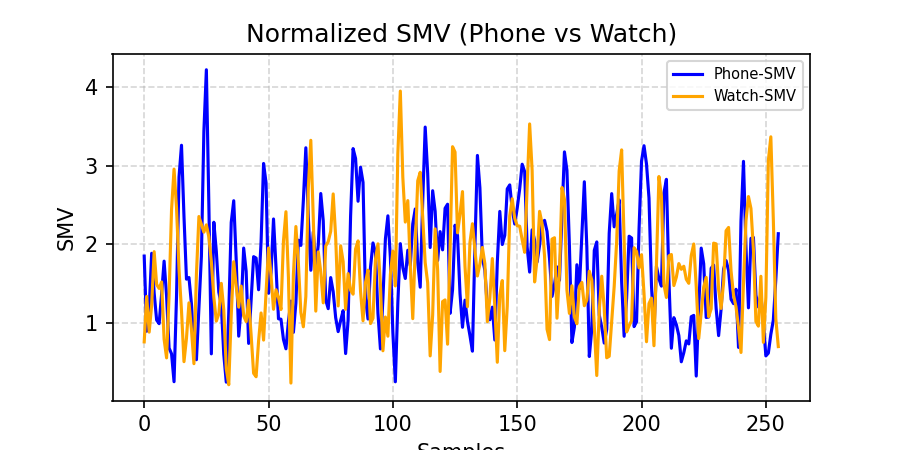 Normalized SMV (Phone vs Watch)
Phone-SMV
Watch-SMV
SMV
4
3
2
1
0 50 100 150 200 250
Samples